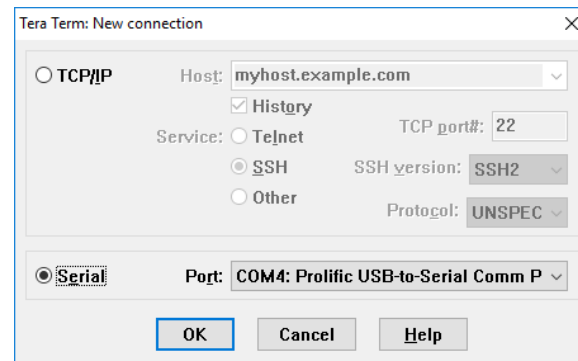 Tera Term: New connection
TCP/IP Host: myhost.example.com
History
Service: Telnet TCP port#: 22
SSH SSH version: SSH2
Other Protocol: UNSPEC
Serial Port: COM4: Prolific USB-to-Serial Comm P
OK Cancel Help